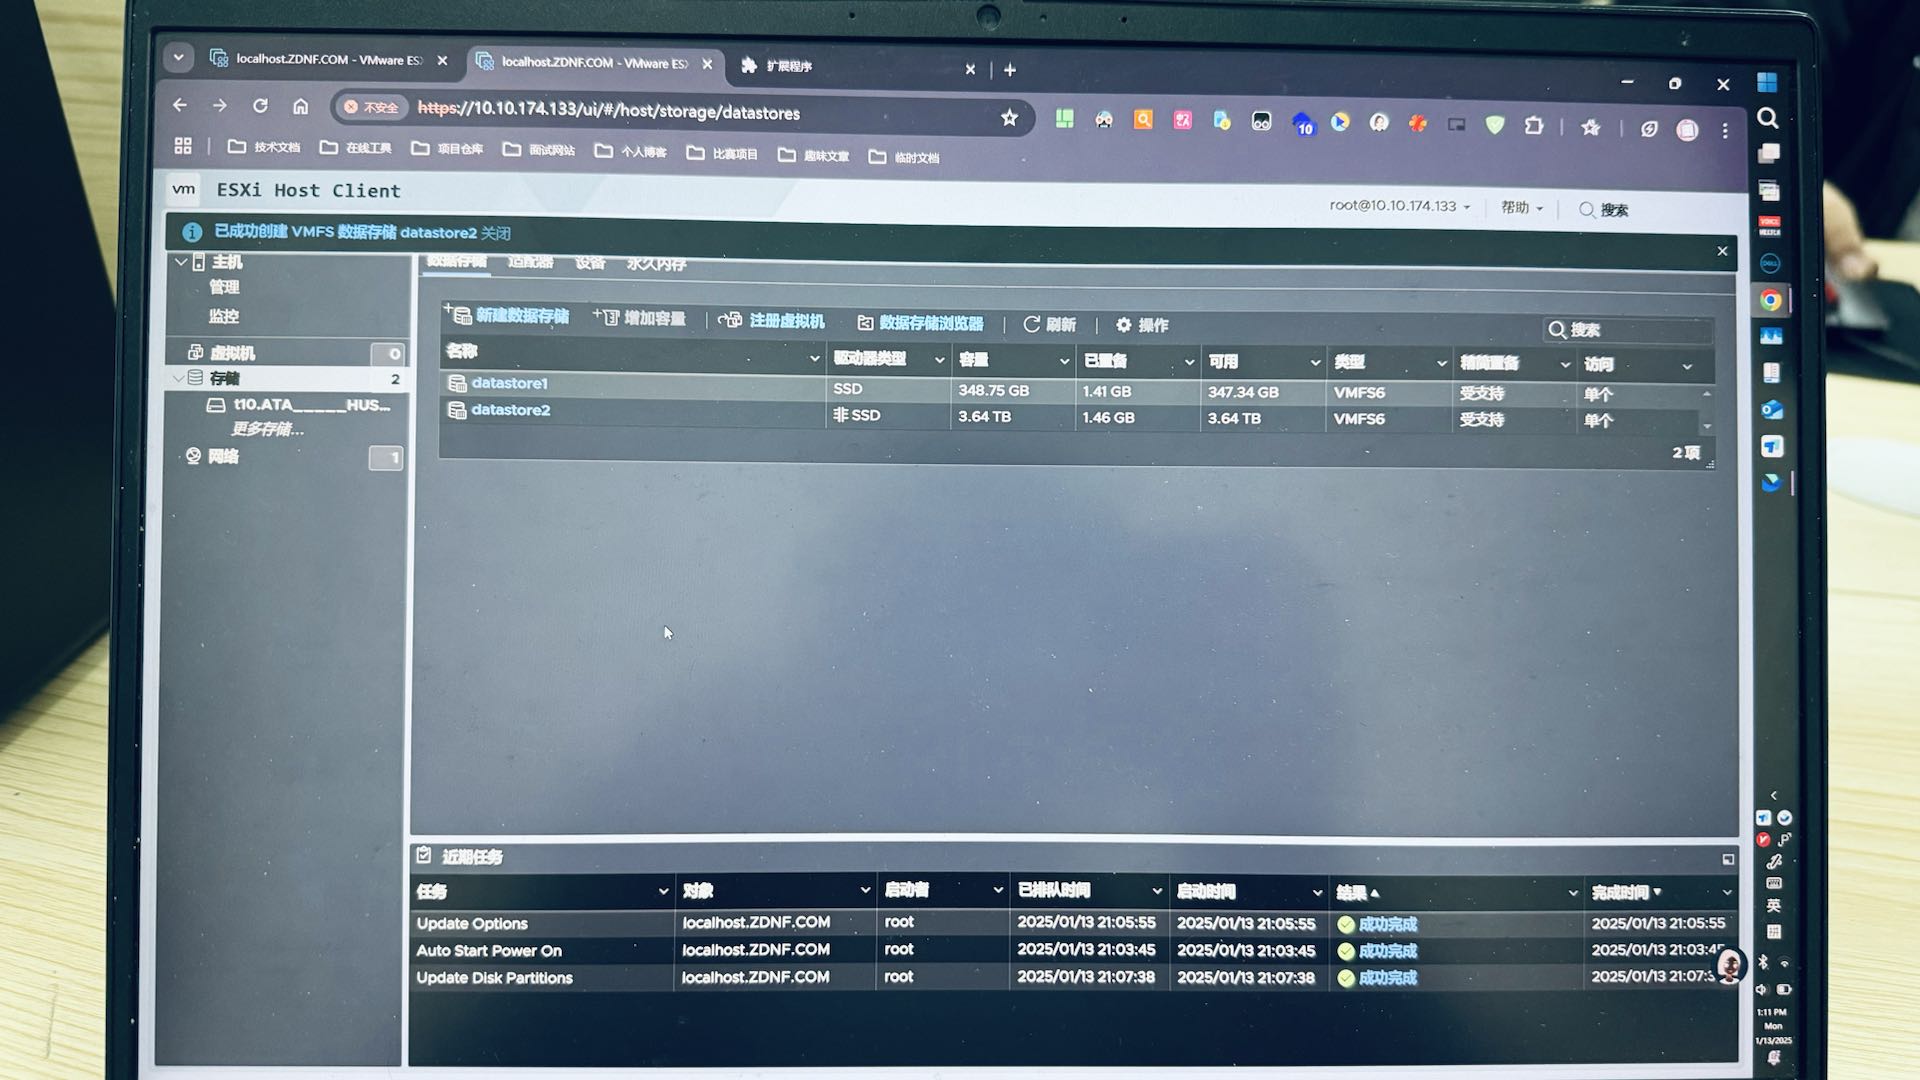 localhost.ZDNF.COM - VMware ES
localhost.ZDNF.COM - VMware ES
扩展程序
不安全
https://10.10.174.133/ui/#/host/storage/datastores
10
技术文档
在线工具
项目仓库
面试网站
个人博客
比赛项目
趣味文章
临时文档
vm ESXi Host Client
root@10.10.174.133
帮助
搜索
已成功创建 VMFS 数据存储 datastore2 关闭
主机
管理
监控
虚拟机 0
存储 2
t10.ATA_____HUS...
更多存储...
网络 1
数据存储 适配器 设备 永久内存
新建数据存储 增加容量 注册虚拟机 数据存储浏览器 刷新 操作 搜索
名称 驱动器类型 容量 已置备 可用 类型 精简置备 访问
datastore1 SSD 348.75 GB 1.41 GB 347.34 GB VMFS6 受支持 单个
datastore2 非 SSD 3.64 TB 1.46 GB 3.64 TB VMFS6 受支持 单个
2 项
近期任务
任务 对象 启动者 已排队时间 启动时间 结果 完成时间
Update Options localhost.ZDNF.COM root 2025/01/13 21:05:55 2025/01/13 21:05:55 成功完成 2025/01/13 21:05:55
Auto Start Power On localhost.ZDNF.COM root 2025/01/13 21:03:45 2025/01/13 21:03:45 成功完成 2025/01/13 21:03:45
Update Disk Partitions localhost.ZDNF.COM root 2025/01/13 21:07:38 2025/01/13 21:07:38 成功完成 2025/01/13 21:07:3
DELL
英
拼
1:11 PM
Mon
1/13/2025